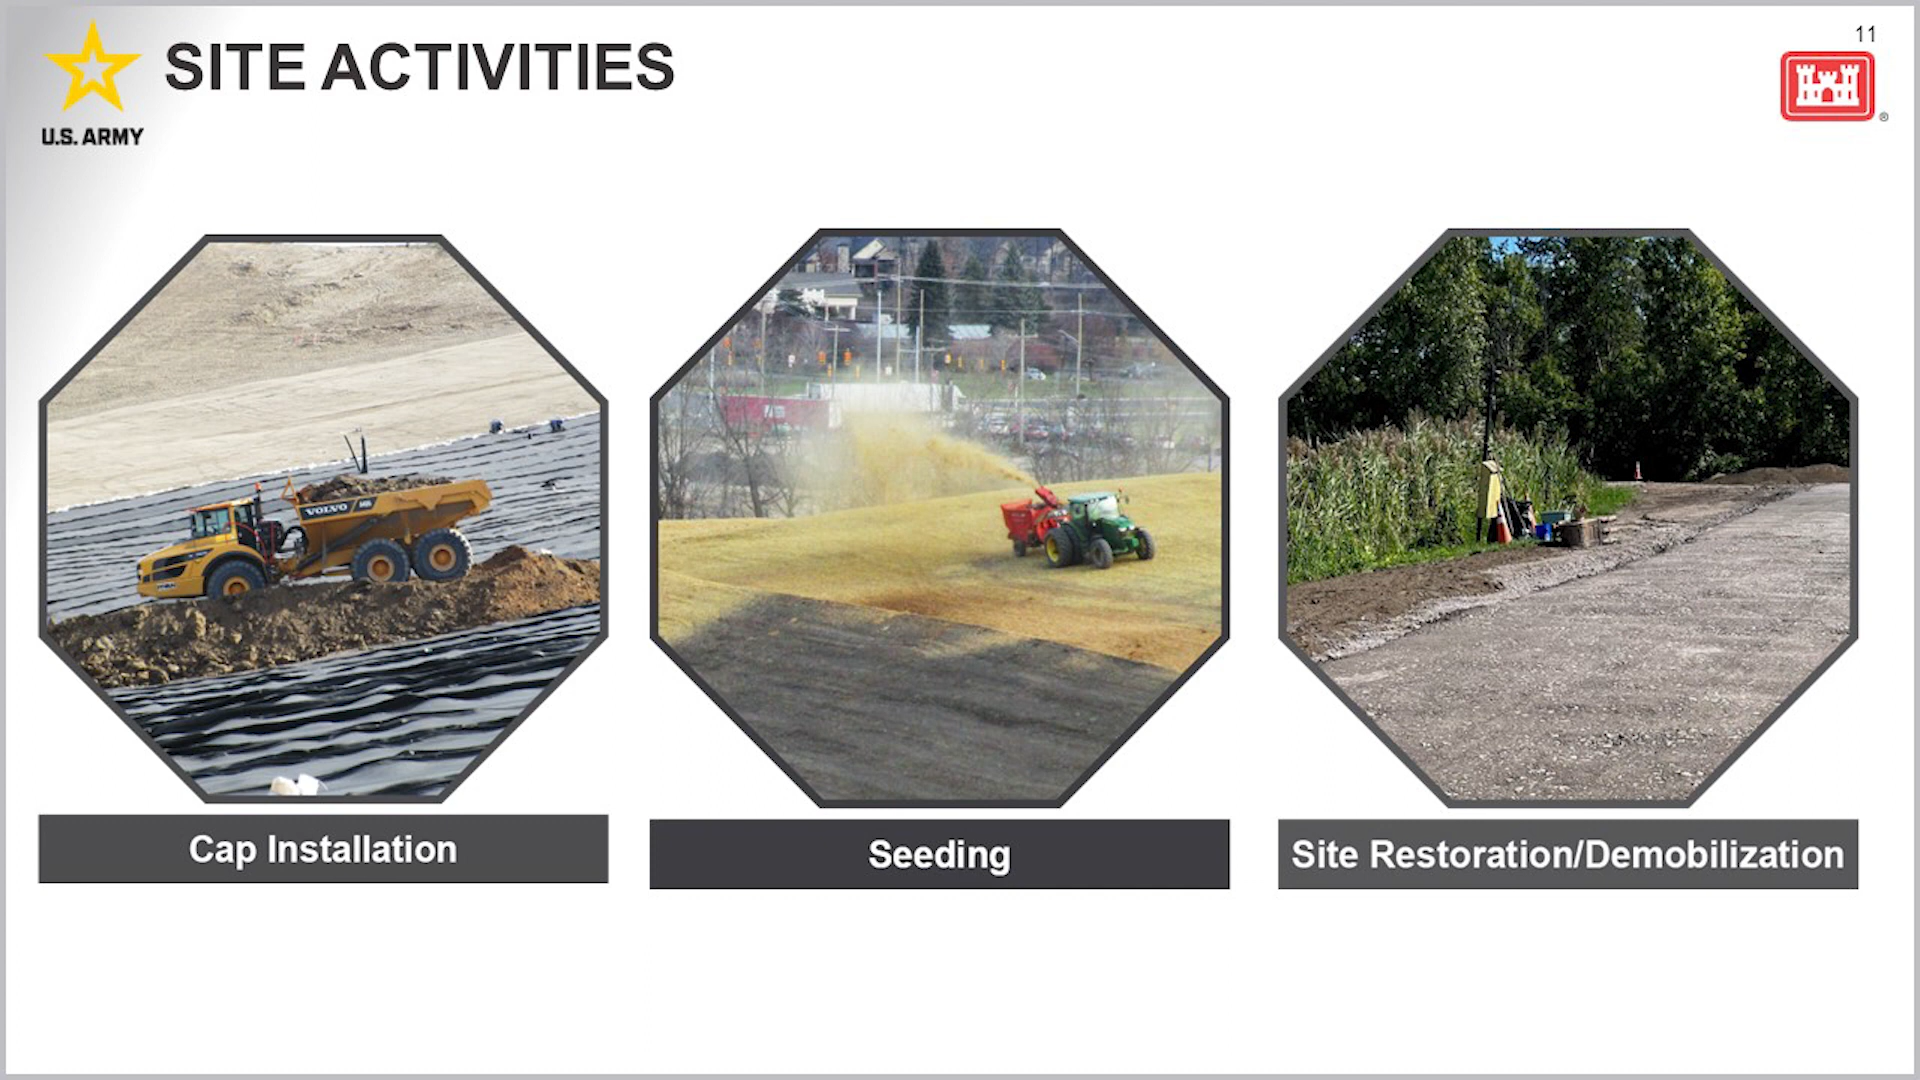 11
SITE ACTIVITIES
U.S. ARMY
®
VOLVO
Cap Installation
Seeding
Site Restoration/Demobilization